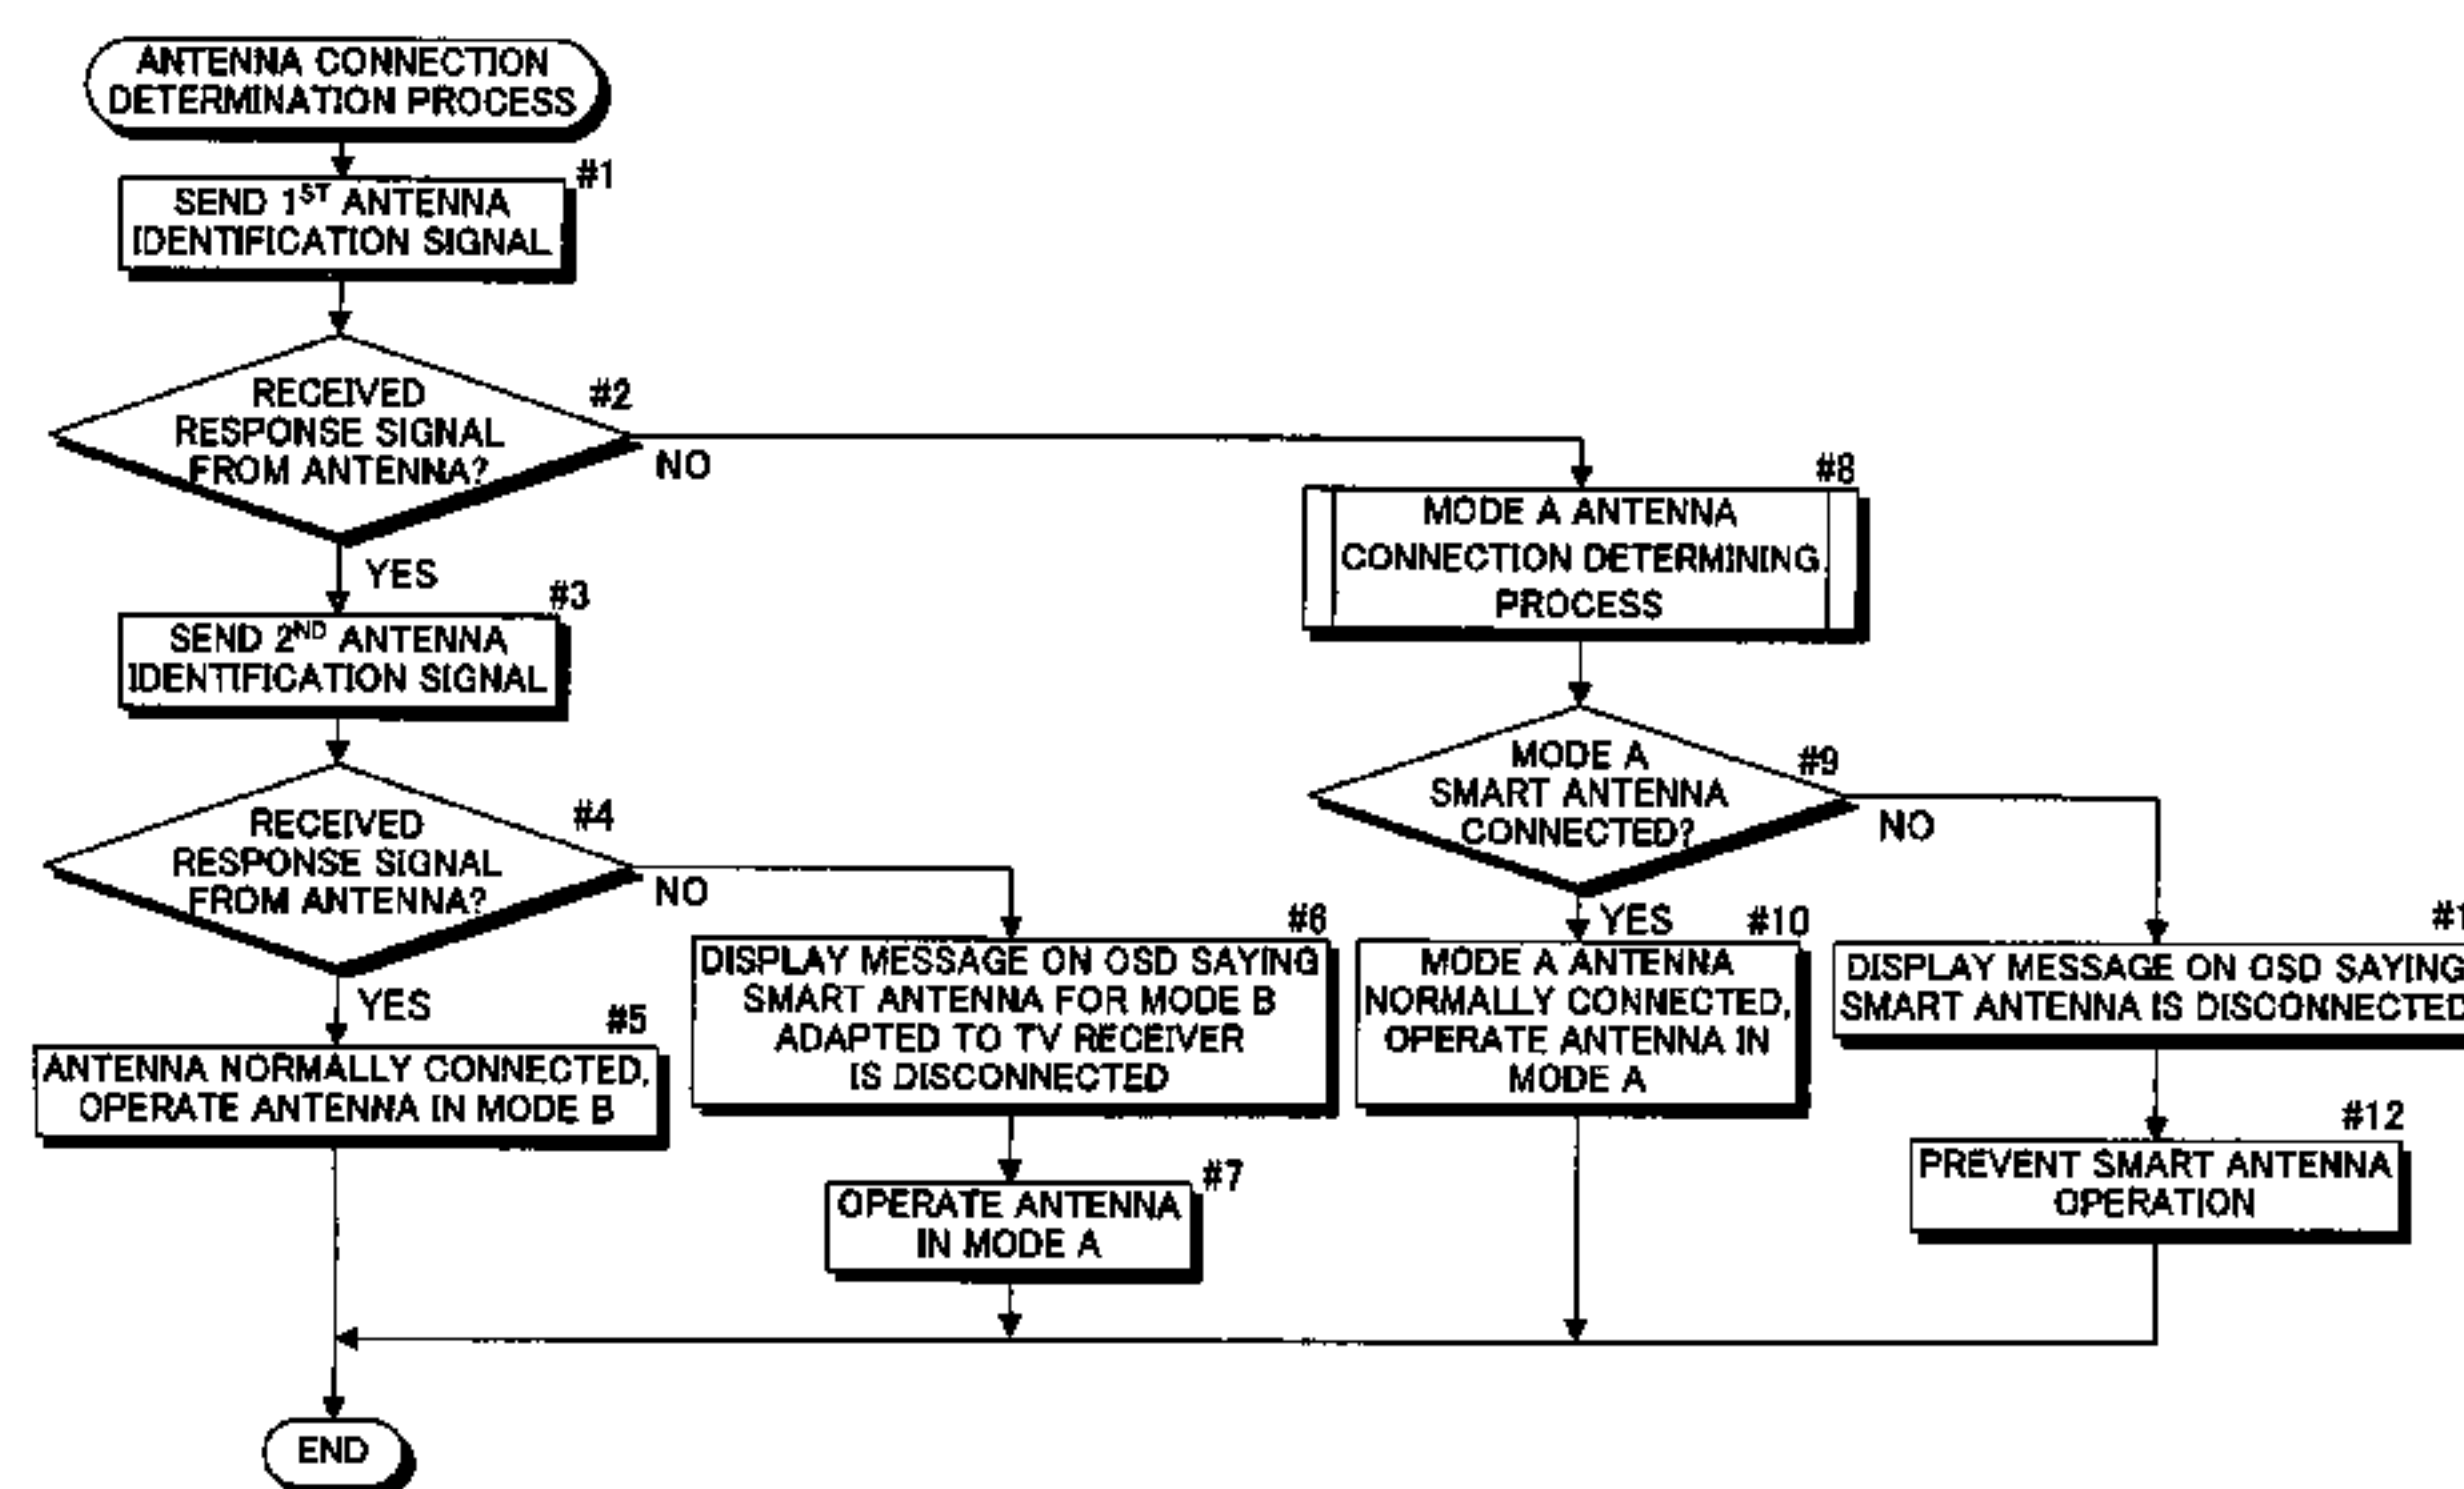 ANTENNA CONNECTION
DETERMINATION PROCESS
#1
SEND 1ST ANTENNA
IDENTIFICATION SIGNAL
#2
RECEIVED
RESPONSE SIGNAL
FROM ANTENNA?
NO
YES
#3
SEND 2ND ANTENNA
IDENTIFICATION SIGNAL
#4
RECEIVED
RESPONSE SIGNAL
FROM ANTENNA?
NO
YES
#5
ANTENNA NORMALLY CONNECTED,
OPERATE ANTENNA IN MODE B
#6
DISPLAY MESSAGE ON OSD SAYING
SMART ANTENNA FOR MODE B
ADAPTED TO TV RECEIVER
IS DISCONNECTED
#7
OPERATE ANTENNA
IN MODE A
#8
MODE A ANTENNA
CONNECTION DETERMINING
PROCESS
#9
MODE A
SMART ANTENNA
CONNECTED?
NO
YES
#10
MODE A ANTENNA
NORMALLY CONNECTED,
OPERATE ANTENNA IN
MODE A
DISPLAY MESSAGE ON OSD SAYING
SMART ANTENNA IS DISCONNECTED
#12
PREVENT SMART ANTENNA
OPERATION
END